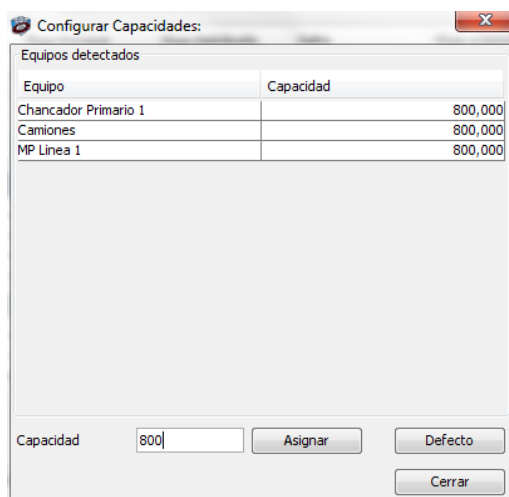 Configurar Capacidades:
Equipos detectados
Equipo Capacidad
Chancador Primario 1 800,000
Camiones 800,000
MP Linea 1 800,000
Capacidad 800 Asignar Defecto
Cerrar